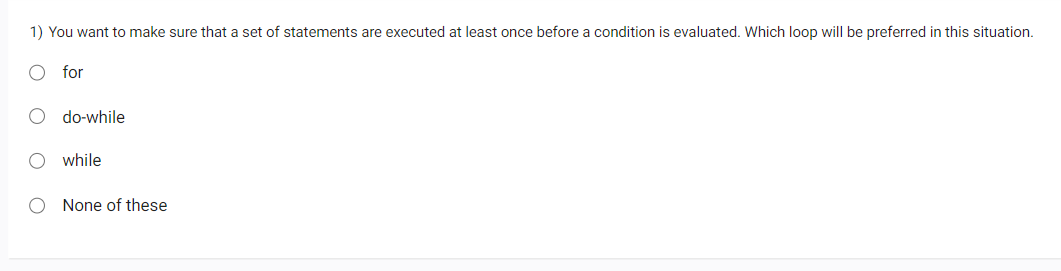 1) You want to make sure that a set of statements are executed at least once before a condition is evaluated. Which loop will be preferred in this situation.
for
do-while
while
None of these